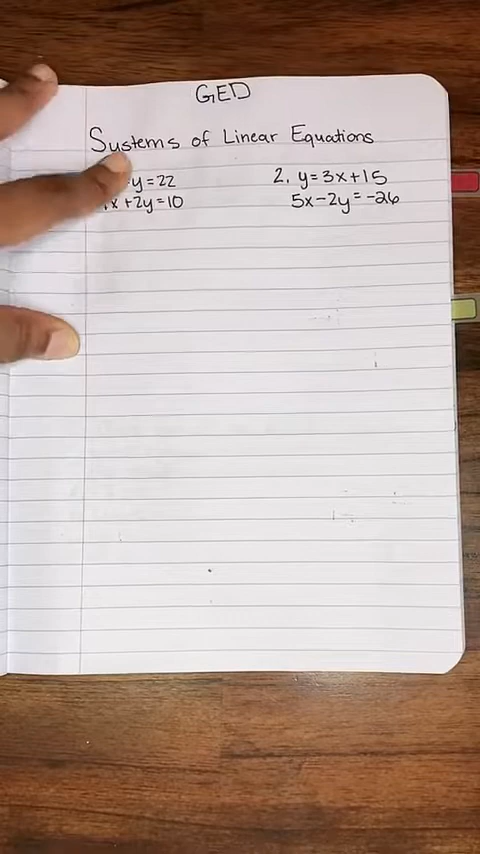 GED
Systems of Linear Equations
y=22
x+2y=10
2. y=3x+15
5x-2y=-26